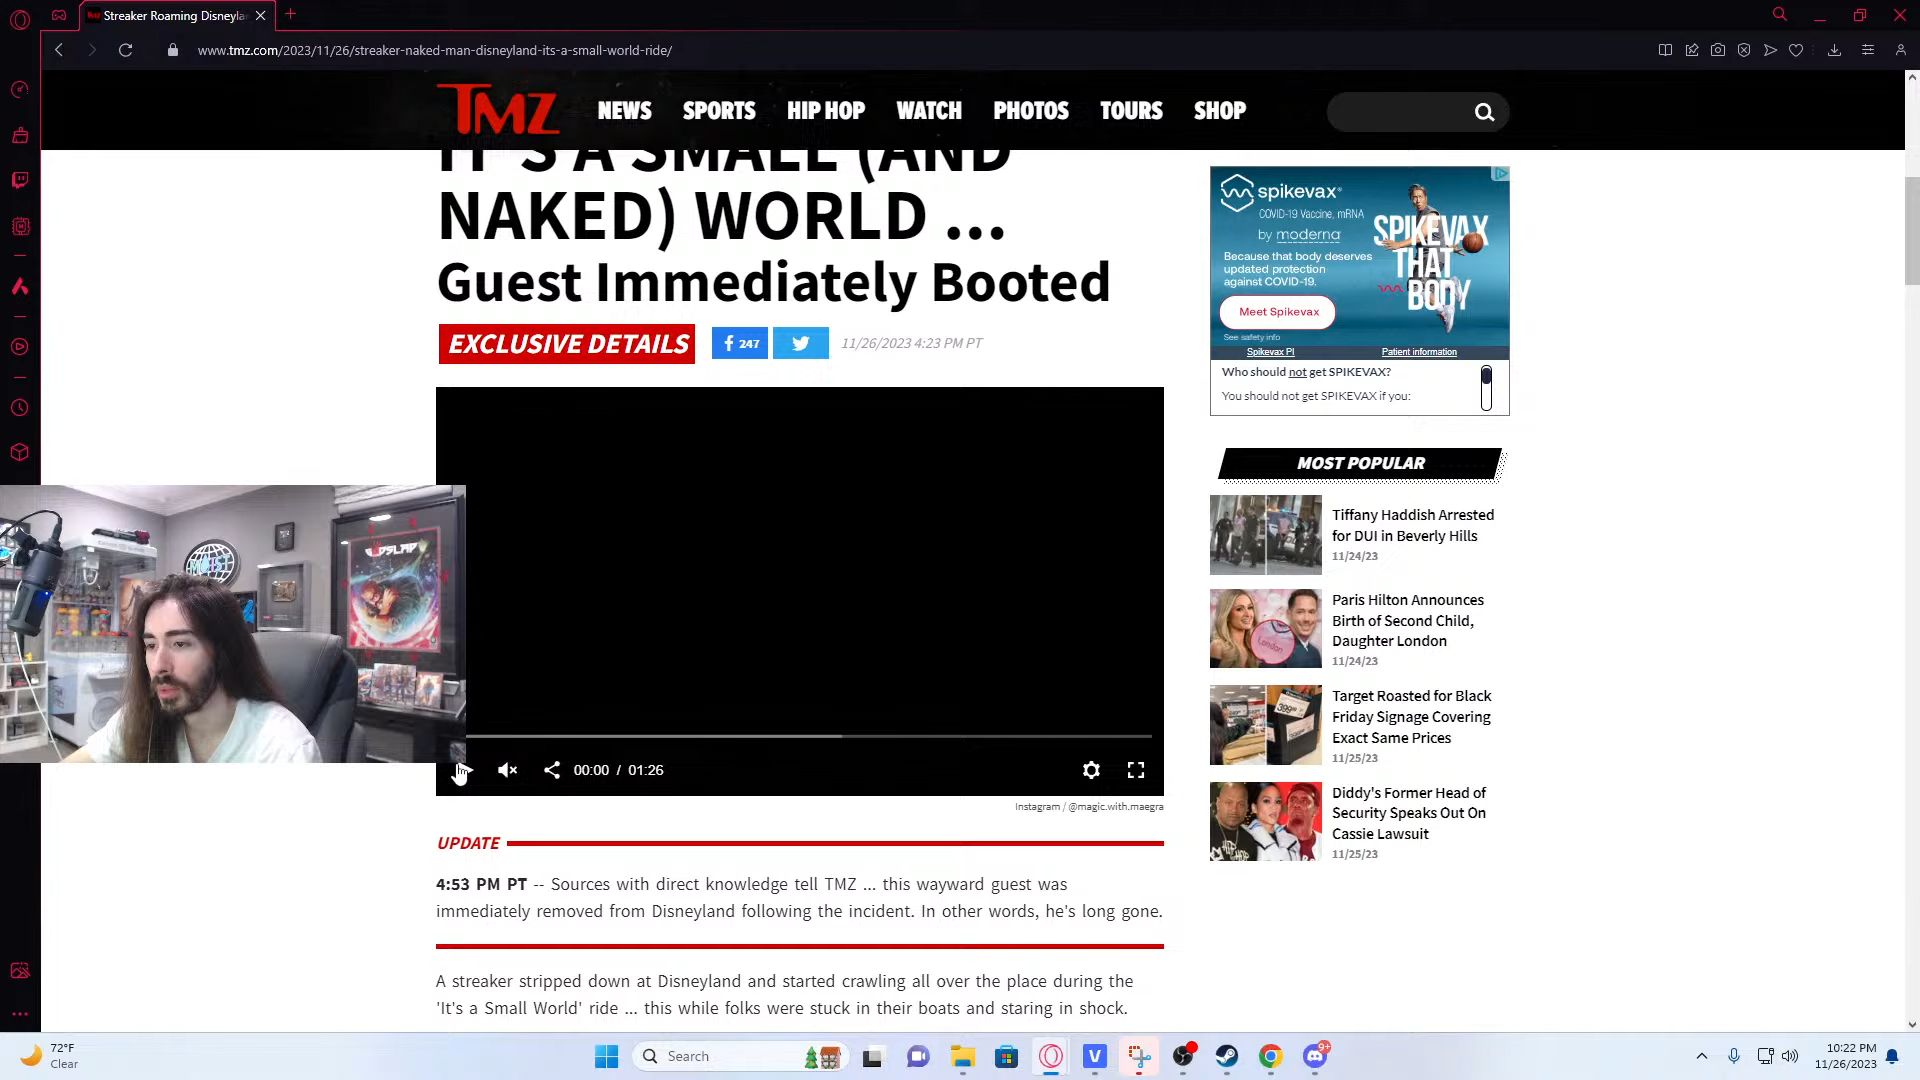 Streaker Roaming Disneyla
www.tmz.com/2023/11/26/streaker-naked-man-disneyland-its-a-small-world-ride/
TMZ
NEWS SPORTS HIP HOP WATCH PHOTOS TOURS SHOP
IT'S A SMALL (AND
NAKED) WORLD ...
Guest Immediately Booted
EXCLUSIVE DETAILS
247
11/26/2023 4:23 PM PT
spikevax®
COVID-19 Vaccine, mRNA
by moderna
Because that body deserves
updated protection
against COVID-19.
SPIKEVAX
THAT
BODY
Meet Spikevax
See safety info
Spikevax PI
Patient information
Who should not get SPIKEVAX?
You should not get SPIKEVAX if you:
MOST POPULAR
Tiffany Haddish Arrested
for DUI in Beverly Hills
11/24/23
Paris Hilton Announces
Birth of Second Child,
Daughter London
11/24/23
London
Target Roasted for Black
Friday Signage Covering
Exact Same Prices
11/25/23
Diddy's Former Head of
Security Speaks Out On
Cassie Lawsuit
11/25/23
MOIST
GODSLAP
00:00 / 01:26
Instagram / @magic.with.maegra
UPDATE
4:53 PM PT -- Sources with direct knowledge tell TMZ ... this wayward guest was
immediately removed from Disneyland following the incident. In other words, he's long gone.
A streaker stripped down at Disneyland and started crawling all over the place during the
'It's a Small World' ride ... this while folks were stuck in their boats and staring in shock.
72°F
Clear
Search
9+
10:22 PM
11/26/2023